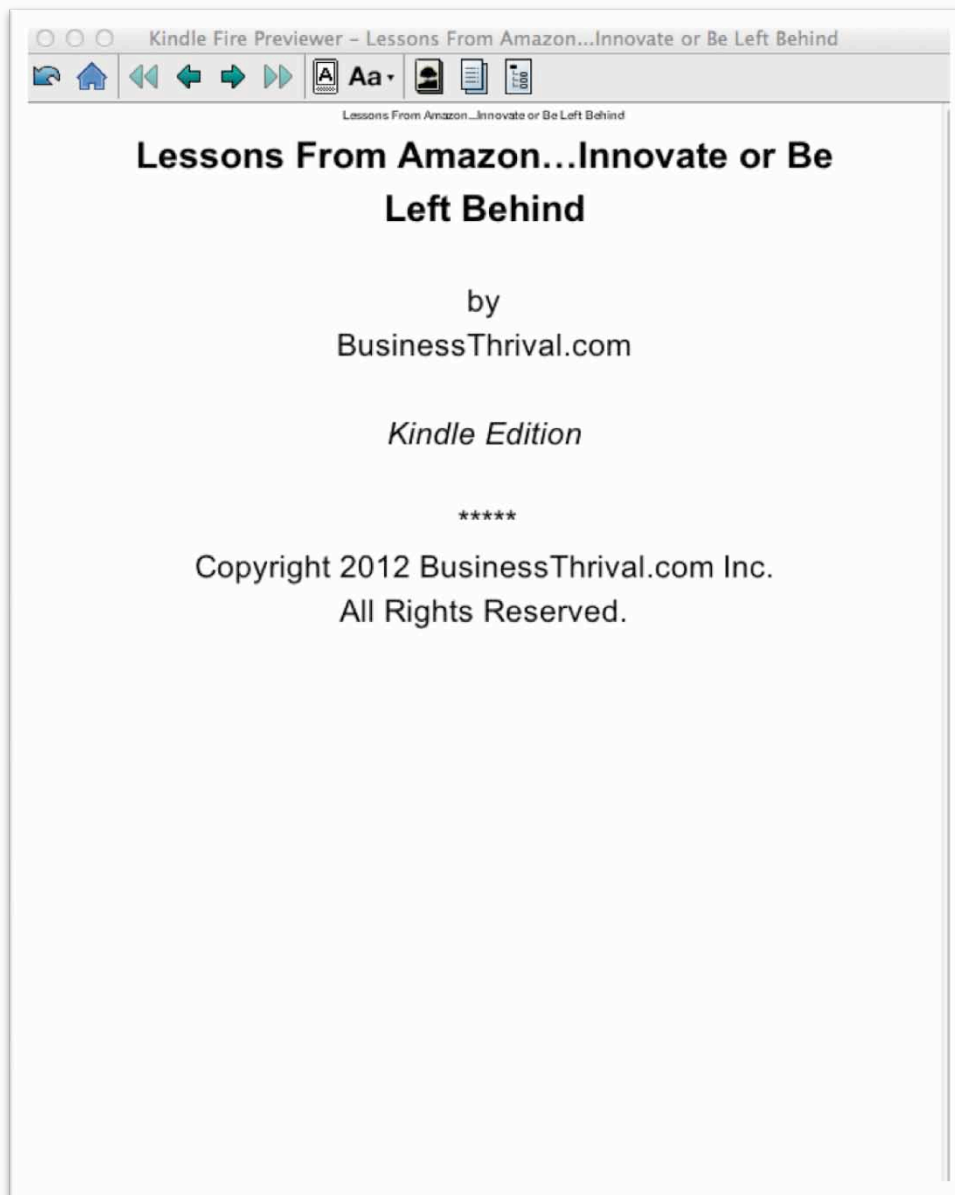 Kindle Fire Previewer – Lessons From Amazon...Innovate or Be Left Behind
A Aa
Lessons From Amazon...Innovate or Be Left Behind
Lessons From Amazon...Innovate or Be
Left Behind
by
BusinessThrival.com
Kindle Edition
*****
Copyright 2012 BusinessThrival.com Inc.
All Rights Reserved.